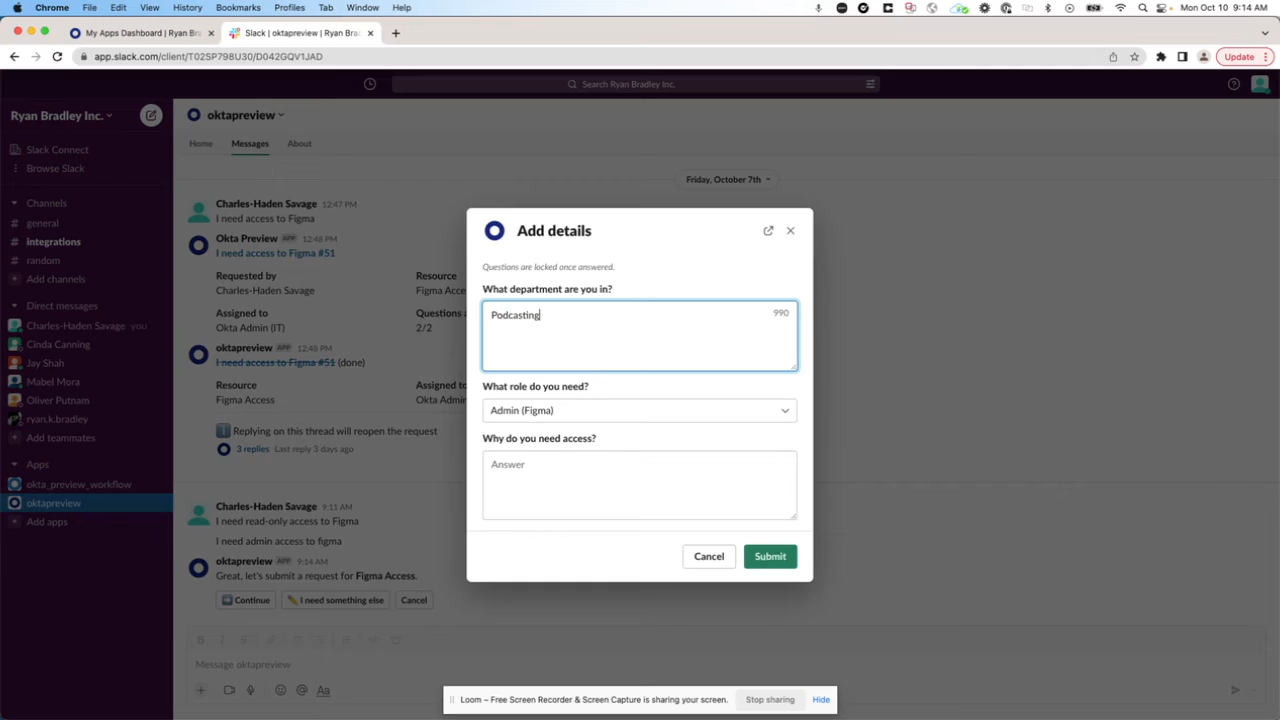 Chrome File Edit View History Bookmarks Profiles Tab Window Help Mon Oct 10 9:14 AM
My Apps Dashboard | Ryan Br Slack | oktapreview | Ryan Brad
app.slack.com/client/T02SP798U30/D042GQV1JAD Update
Search Ryan Bradley Inc.
Ryan Bradley Inc.
Slack Connect
Browse Slack
Channels
# general
# integrations
# random
Add channels
Direct messages
Charles-Haden Savage you
Cinda Canning
Jay Shah
Mabel Mora
Oliver Putnam
ryan.k.bradley
Add teammates
Apps
okta_preview_workflow
oktapreview
Add apps
oktapreview
Home Messages About
Friday, October 7th
Charles-Haden Savage 12:47 PM
I need access to Figma
Okta Preview APP 12:48 PM
I need access to Figma #51
Requested by Resource
Charles-Haden Savage Figma Acce
Assigned to Questions a
Okta Admin (IT) 2/2
oktapreview APP 12:48 PM
I need access to Figma #51 (done)
Resource Assigned to
Figma Access Okta Admin
Replying on this thread will reopen the request
3 replies Last reply 3 days ago
Charles-Haden Savage 9:11 AM
I need read-only access to Figma
I need admin access to figma
oktapreview APP 9:14 AM
Great, let's submit a request for Figma Access.
Continue I need something else Cancel
Message oktapreview
Add details
Questions are locked once answered.
What department are you in?
Podcasting 990
What role do you need?
Admin (Figma)
Why do you need access?
Answer
Cancel Submit
Loom – Free Screen Recorder & Screen Capture is sharing your screen. Stop sharing Hide